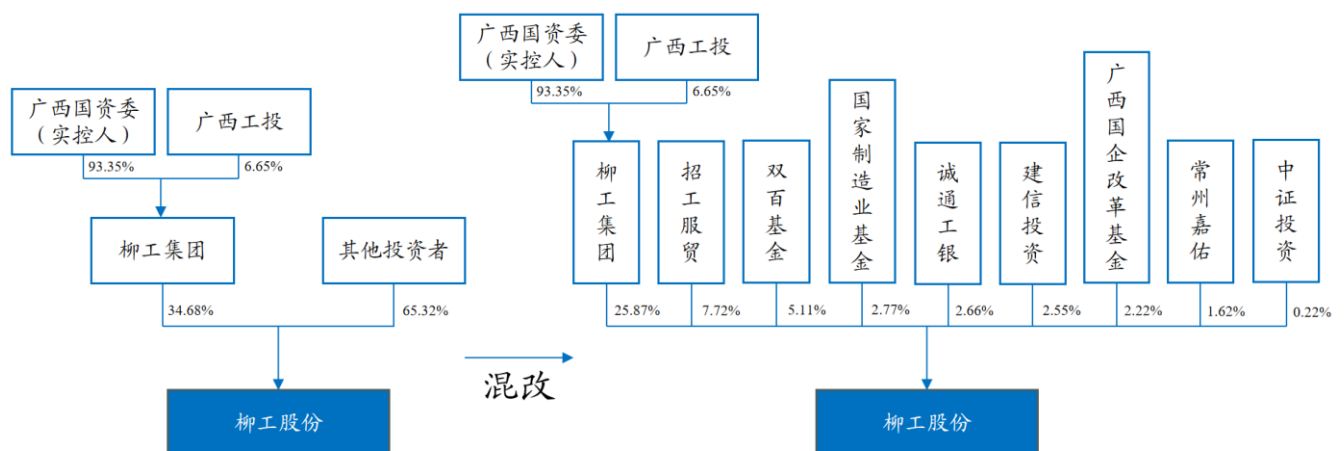 广西国资委
（实控人）
广西工投
93.35%
6.65%
柳工集团
其他投资者
34.68%
65.32%
柳工股份
混改
广西国资委
（实控人）
广西工投
93.35%
6.65%
柳工集团
招工服贸
双百基金
国家制造业基金
诚通工银
建信投资
广西国企改革基金
常州嘉佑
中证投资
25.87%
7.72%
5.11%
2.77%
2.66%
2.55%
2.22%
1.62%
0.22%
柳工股份